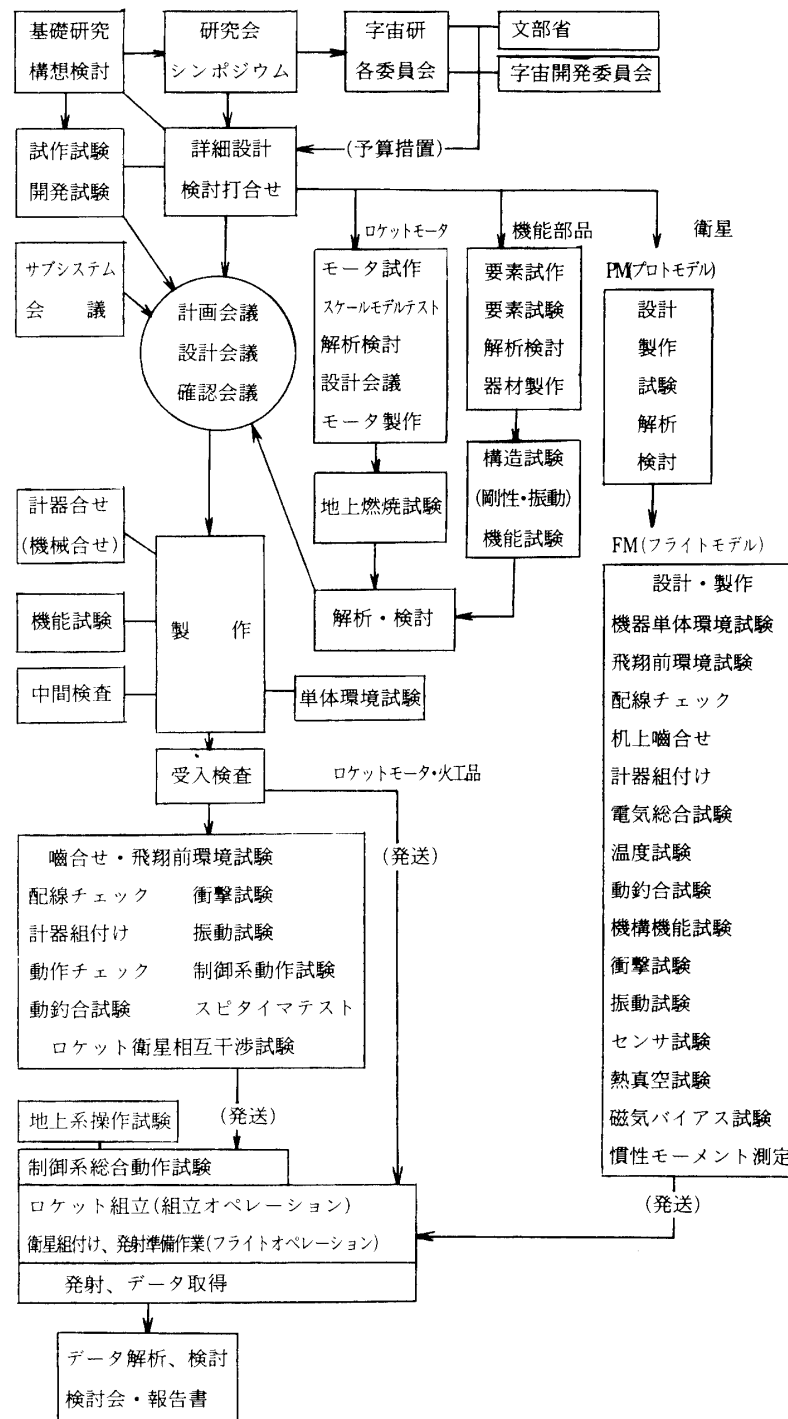 基礎研究
構想検討
研究会
シンポジウム
宇宙研
各委員会
文部省
宇宙開発委員会
試作試験
開発試験
詳細設計
検討打合せ
(予算措置)
サブシステム
会　議
計画会議
設計会議
確認会議
ロケットモータ
モータ試作
スケールモデルテスト
解析検討
設計会議
モータ製作
地上燃焼試験
機能部品
要素試作
要素試験
解析検討
器材製作
構造試験
(剛性・振動)
機能試験
解析・検討
衛星
PM(プロトモデル)
設計
製作
試験
解析
検討
FM(フライトモデル)
設計・製作
機器単体環境試験
飛翔前環境試験
配線チェック
机上嚙合せ
計器組付け
電気総合試験
温度試験
動釣合試験
機構機能試験
衝撃試験
振動試験
センサ試験
熱真空試験
磁気バイアス試験
慣性モーメント測定
(発送)
計器合せ
(機械合せ)
機能試験
中間検査
製　作
単体環境試験
受入検査
ロケットモータ・火工品
(発送)
嚙合せ・飛翔前環境試験
配線チェック　衝撃試験
計器組付け　振動試験
動作チェック　制御系動作試験
動釣合試験　スピタイマテスト
ロケット衛星相互干渉試験
(発送)
地上系操作試験
制御系総合動作試験
ロケット組立(組立オペレーション)
衛星組付け、発射準備作業(フライトオペレーション)
発射、データ取得
データ解析、検討
検討会・報告書